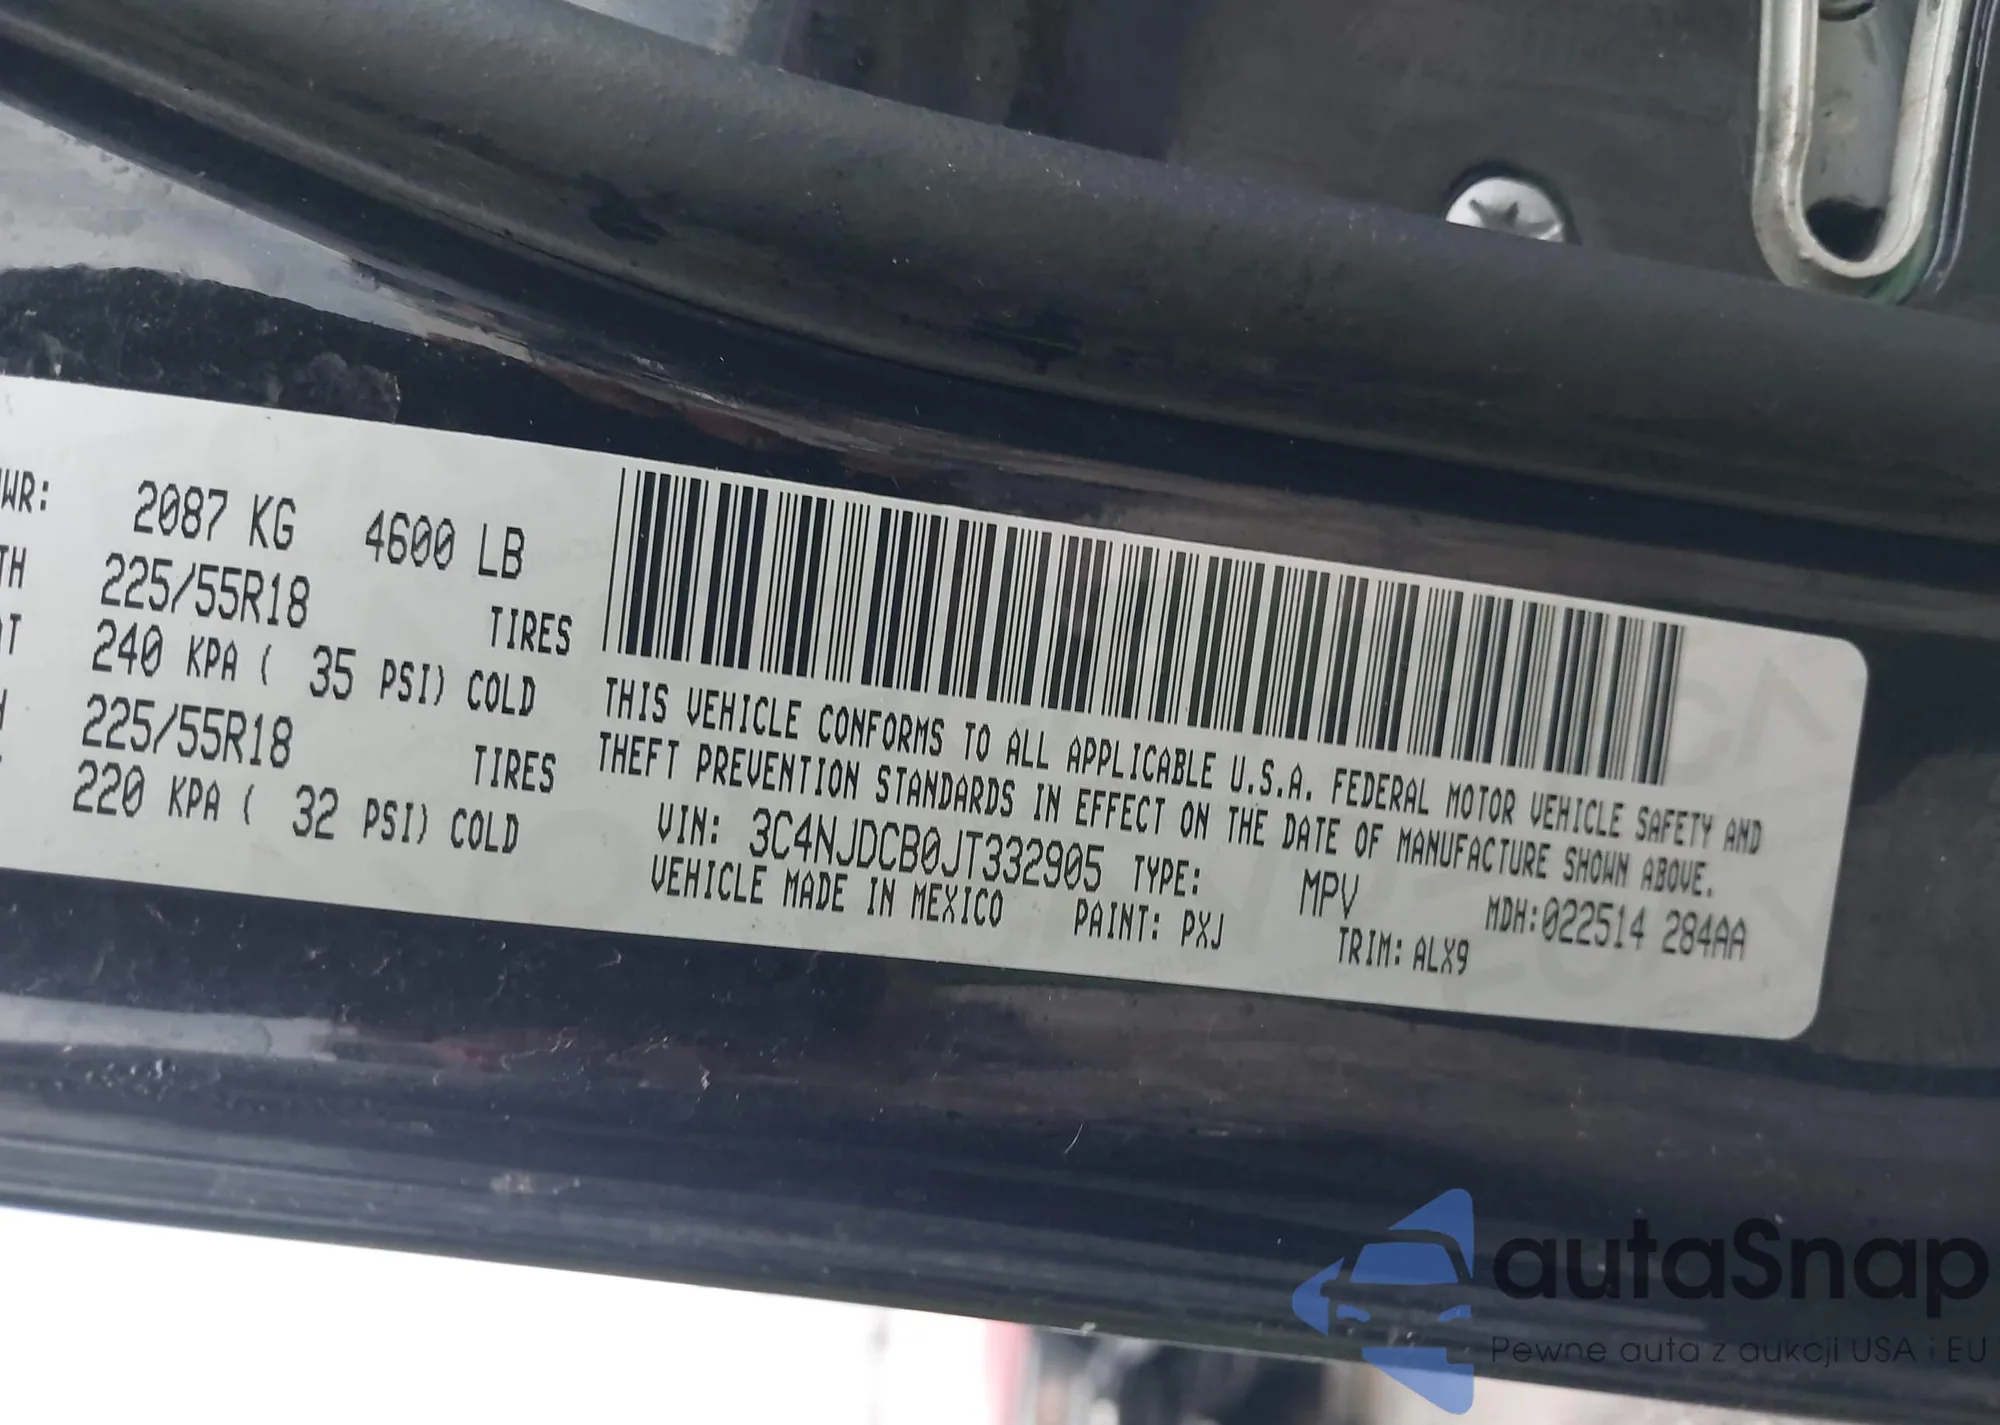 WR: 2087 KG 4600 LB
TH 225/55R18 TIRES
AT 240 KPA ( 35 PSI) COLD
H 225/55R18 TIRES
220 KPA ( 32 PSI) COLD
THIS VEHICLE CONFORMS TO ALL APPLICABLE U.S.A. FEDERAL MOTOR VEHICLE SAFETY AND
THEFT PREVENTION STANDARDS IN EFFECT ON THE DATE OF MANUFACTURE SHOWN ABOVE.
VIN: 3C4NJDCB0JT332905 TYPE: MPV MDH:022514 284AA
VEHICLE MADE IN MEXICO PAINT: PXJ TRIM: ALX9
autaSnap
Pewne auta z aukcji USA i EU